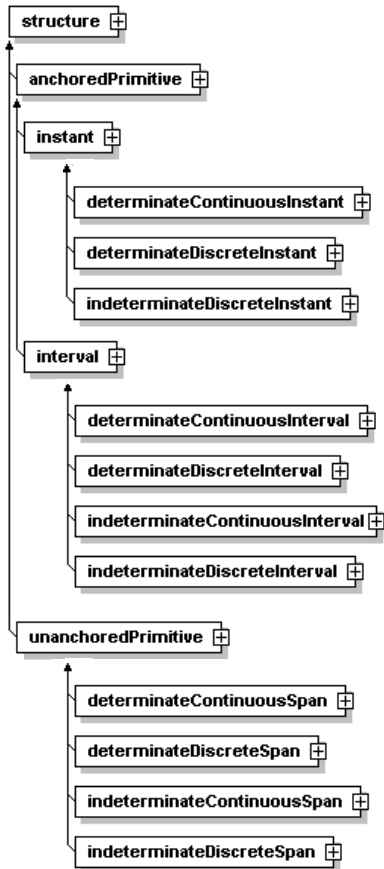 structure
anchoredPrimitive
instant
determinateContinuousInstant
determinateDiscreteInstant
indeterminateDiscreteInstant
interval
determinateContinuousInterval
determinateDiscreteInterval
indeterminateContinuousInterval
indeterminateDiscreteInterval
unanchoredPrimitive
determinateContinuousSpan
determinateDiscreteSpan
indeterminateContinuousSpan
indeterminateDiscreteSpan